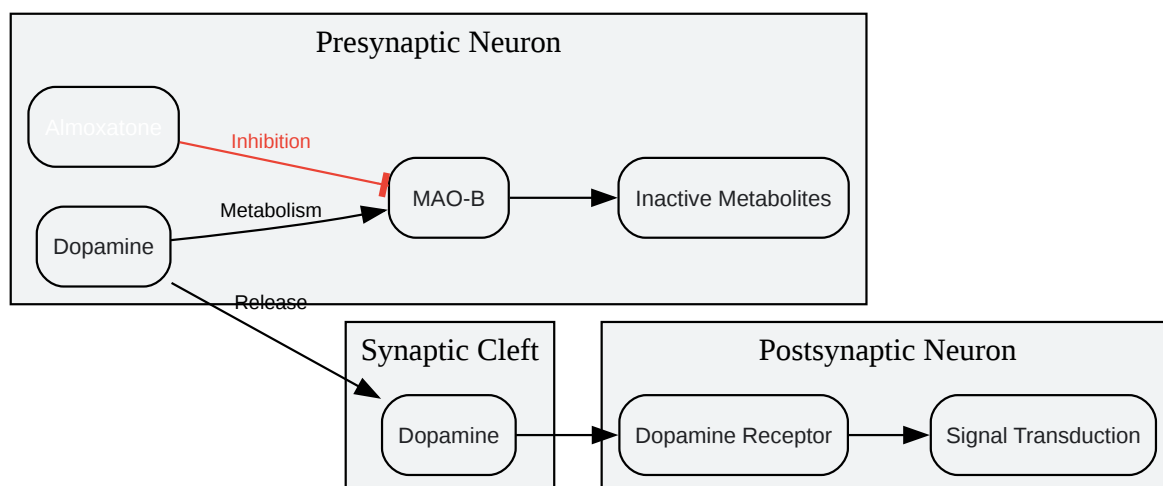 Presynaptic Neuron
Almoxatone
Inhibition
MAO-B
Inactive Metabolites
Metabolism
Dopamine
Release
Synaptic Cleft
Postsynaptic Neuron
Dopamine
Dopamine Receptor
Signal Transduction